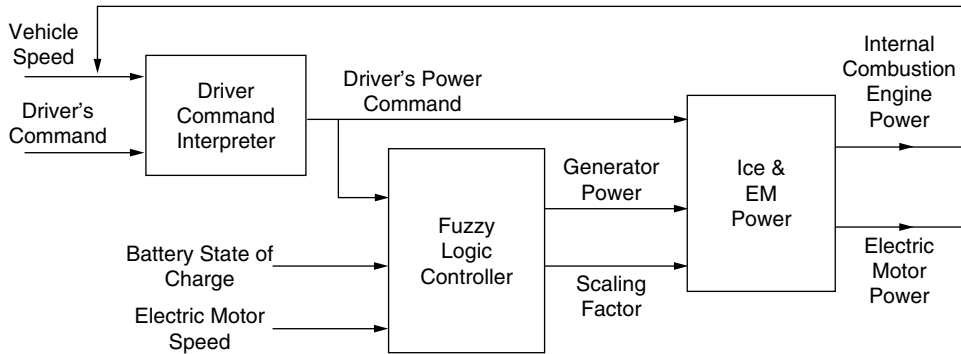 Vehicle
Speed
Driver's
Command
Driver
Command
Interpreter
Driver's Power
Command
Battery State of
Charge
Electric Motor
Speed
Fuzzy
Logic
Controller
Generator
Power
Scaling
Factor
Ice &
EM
Power
Internal
Combustion
Engine
Power
Electric
Motor
Power